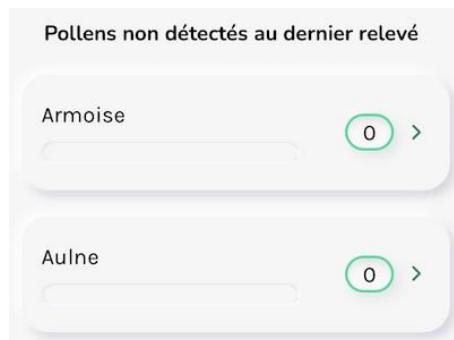 Pollens non détectés au dernier relevé
Armoise
0
Aulne
0